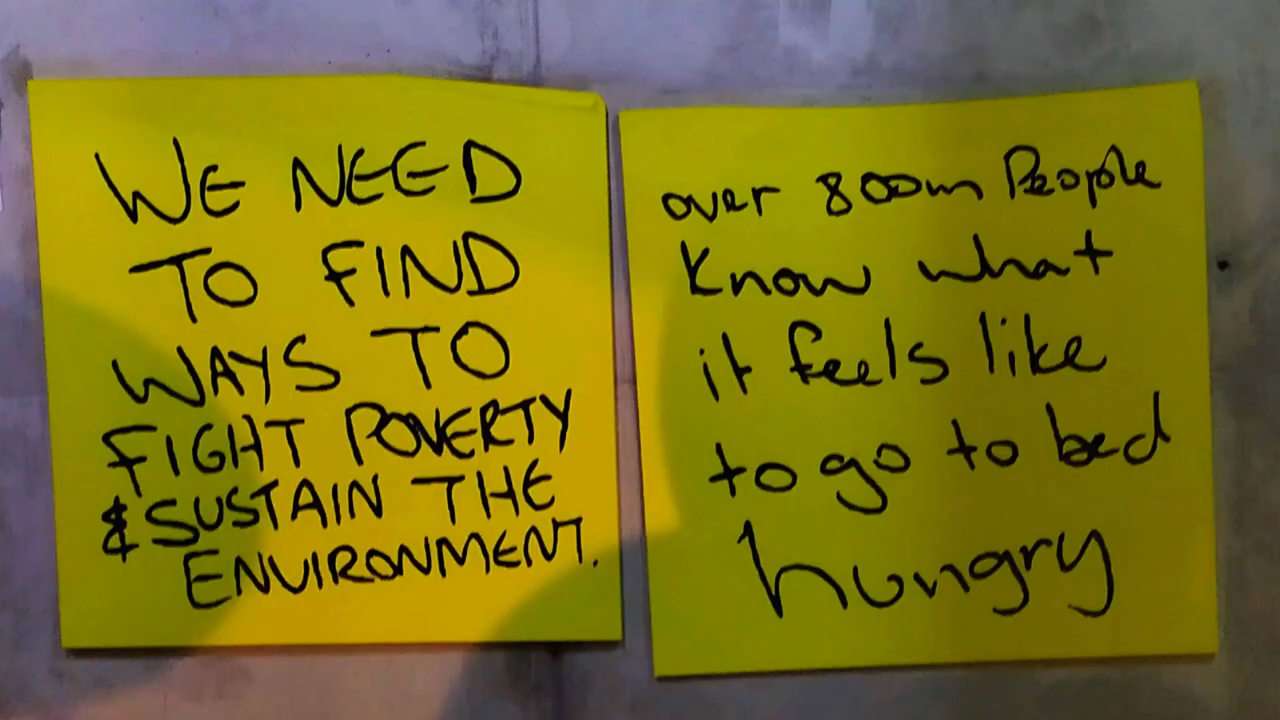 WE NEED
TO FIND
WAYS TO
FIGHT POVERTY
& SUSTAIN THE
ENVIRONMENT.
over 800m People
Know what
it feels like
to go to bed
hungry